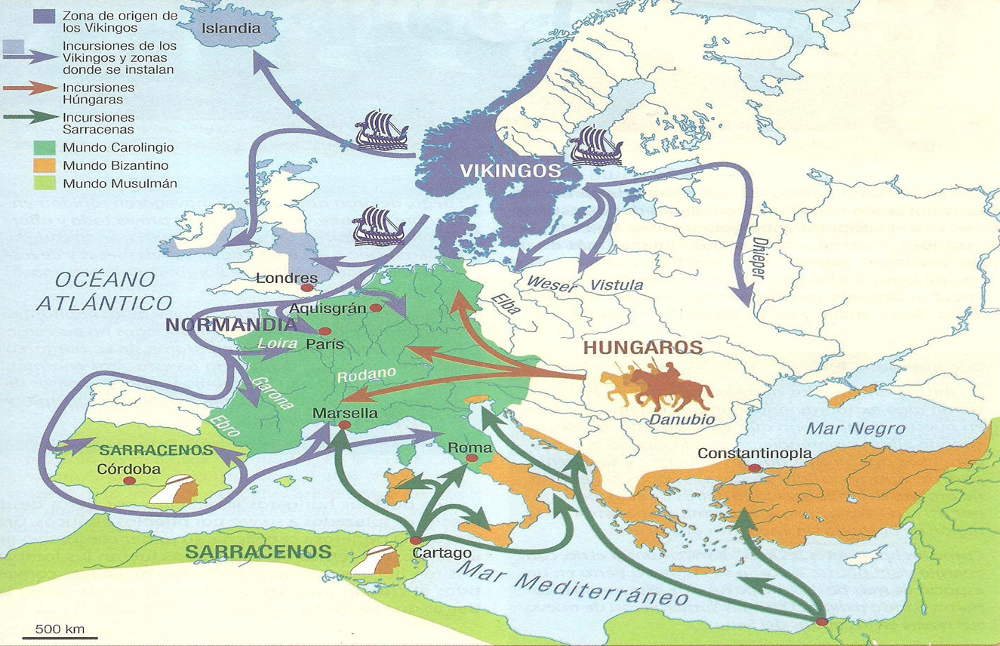 Zona de origen de
los Vikingos
Incursiones de los
Vikingos y zonas
donde se instalan
Incursiones
Húngaras
Incursiones
Sarracenas
Mundo Carolingio
Mundo Bizantino
Mundo Musulmán
Islandia
VIKINGOS
OCÉANO
ATLÁNTICO
Londres
Aquisgrán
NORMANDIA
Loira
París
Weser
Vistula
Elba
Dnieper
HUNGAROS
Rodano
Garona
Ebro
Marsella
Danubio
Mar Negro
SARRACENOS
Córdoba
Roma
Constantinopla
SARRACENOS
Cartago
Mar Mediterráneo
500 km